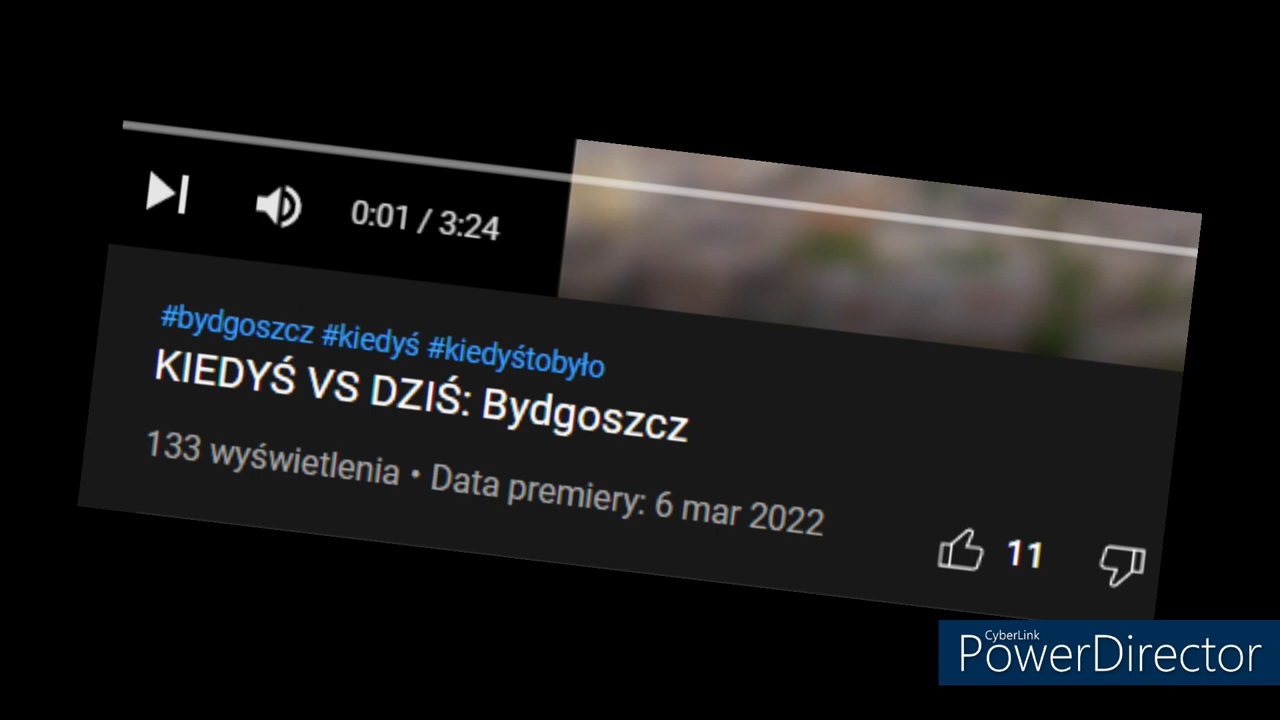 0:01 / 3:24
#bydgoszcz #kiedyś #kiedyśtobyło
KIEDYŚ VS DZIŚ: Bydgoszcz
133 wyświetlenia • Data premiery: 6 mar 2022
11
CyberLink
PowerDirector